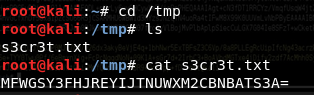 root@kali:~# cd /tmp
root@kali:/tmp# ls
s3cr3t.txt
root@kali:/tmp# cat s3cr3t.txt
MFWGSY3FHJREYIJTNUWXM2CBNBATS3A=